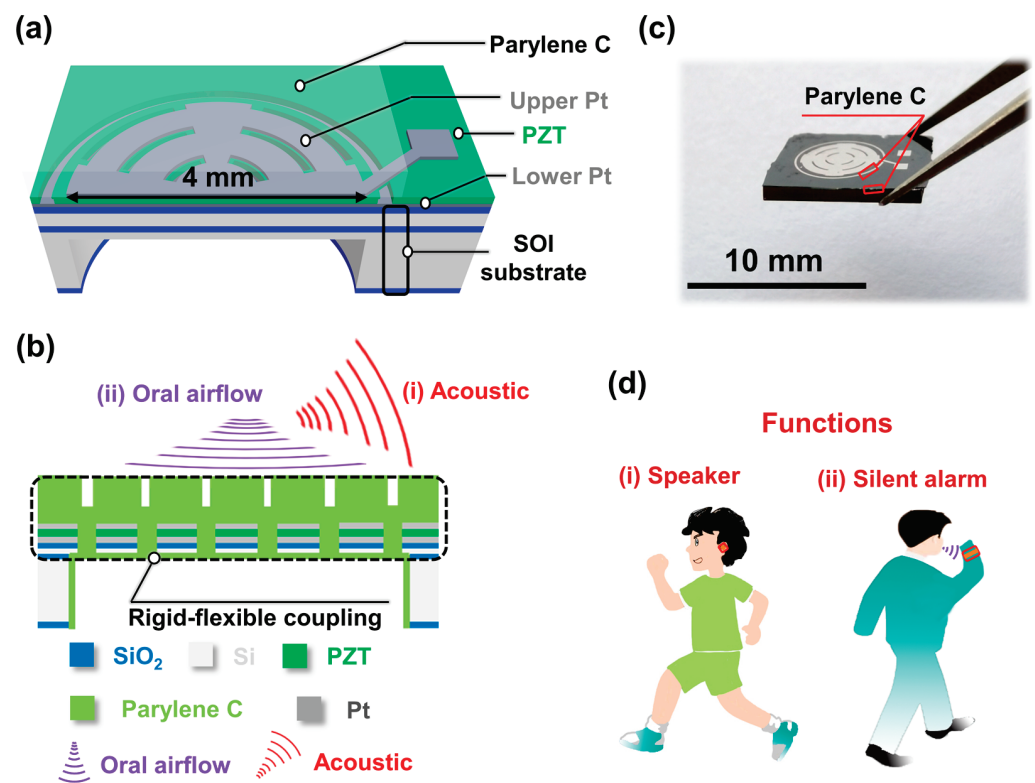 (a)
Parylene C
Upper Pt
PZT
4 mm
Lower Pt
SOI
substrate
(b)
(ii) Oral airflow
(i) Acoustic
Rigid-flexible coupling
SiO2
Si
PZT
Parylene C
Pt
Oral airflow
Acoustic
(c)
Parylene C
10 mm
(d)
Functions
(i) Speaker
(ii) Silent alarm